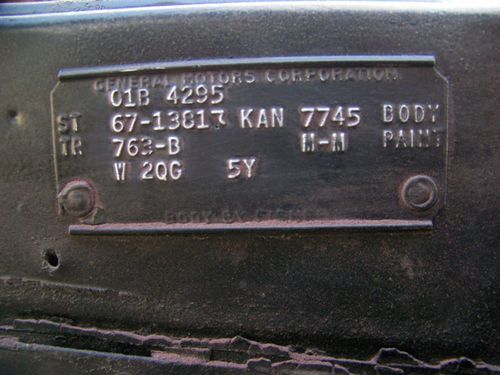 GENERAL MOTORS CORPORATION
01B 4295
ST 67-13817 KAN 7745 BODY
TR 763-B M-M PAINT
W 2QG 5Y
BODY BY FISHER